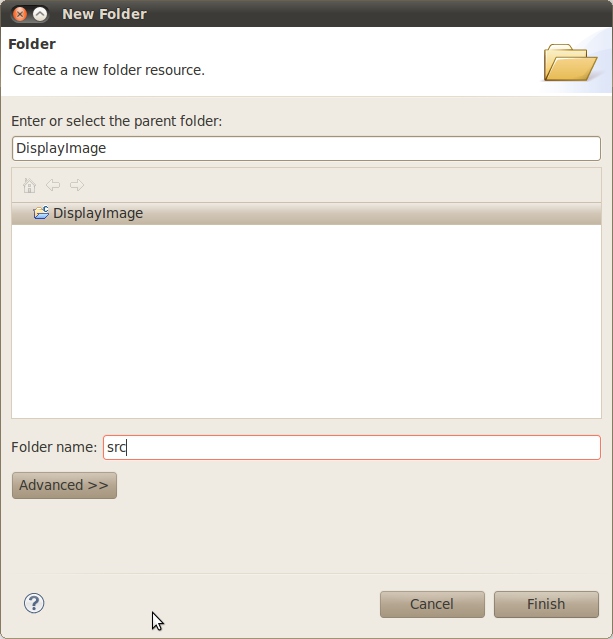 New Folder
Folder
Create a new folder resource.
Enter or select the parent folder:
DisplayImage
DisplayImage
Folder name: src
Advanced >>
? Cancel Finish